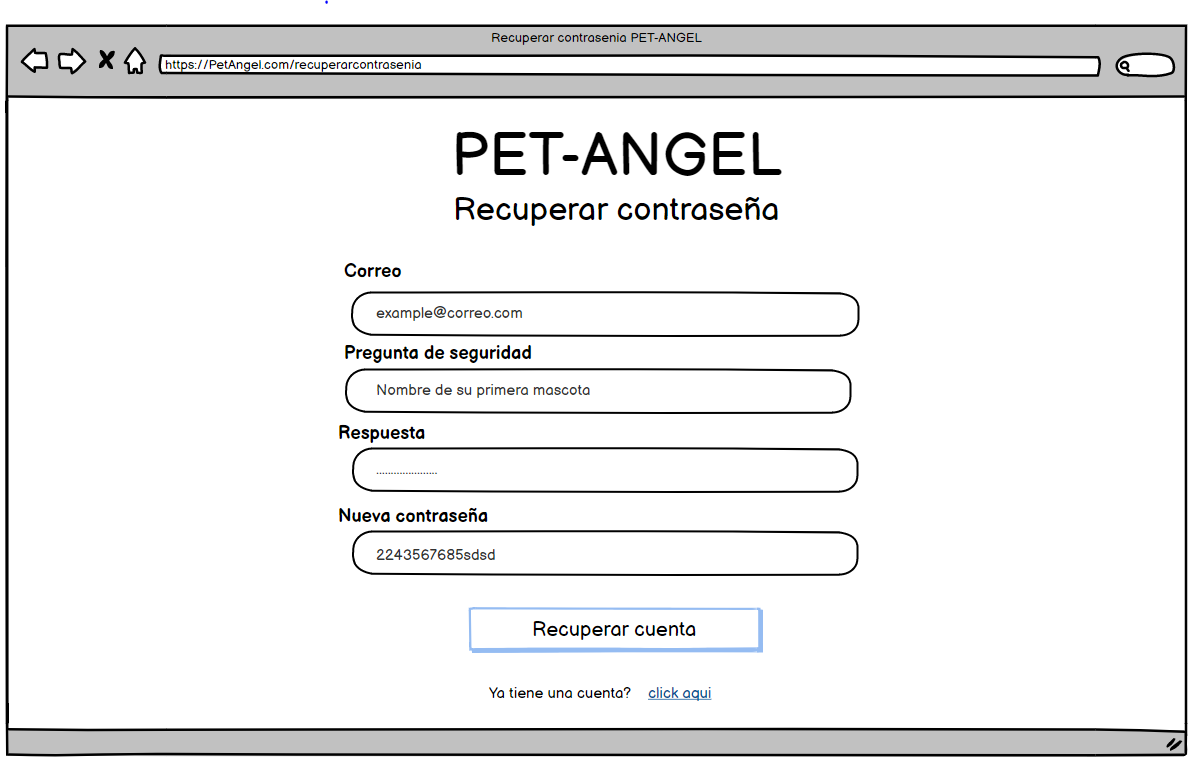 Recuperar contrasenia PET-ANGEL
https://PetAngel.com/recuperarcontrasenia
PET-ANGEL
Recuperar contraseña
Correo
example@correo.com
Pregunta de seguridad
Nombre de su primera mascota
Respuesta
.....................
Nueva contraseña
2243567685sdsd
Recuperar cuenta
Ya tiene una cuenta? click aqui